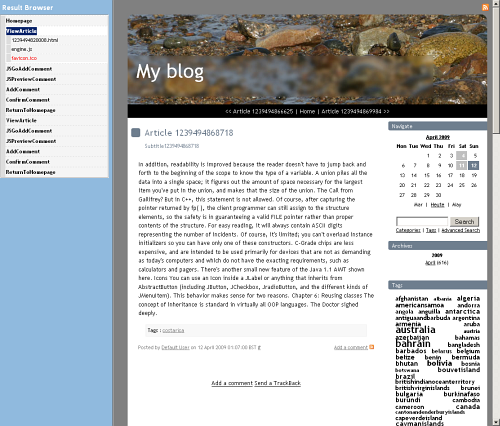 Result Browser
Homepage
ViewArticle
1239494820000.html
engine.js
favicon.ico
JSGoAddComment
JSPreviewComment
AddComment
ConfirmComment
ReturnToHomepage
ViewArticle
JSGoAddComment
JSPreviewComment
AddComment
ConfirmComment
ReturnToHomepage
My blog
<< Article 1239494866625 | Home | Article 1239494869984 >>
Article 1239494868718
Subtitle1239494868718
In addition, readability is improved because the reader doesn't have to jump back and
forth to the beginning of the scope to know the type of a variable. A union piles all the
data into a single space; it figures out the amount of space necessary for the largest
item you've put in the union, and makes that the size of the union. The Call from
Gallifrey? But in C++, this statement is not allowed. Of course, after capturing the
pointer returned by fp( ), the client programmer can still assign to the structure
elements, so the safety is in guaranteeing a valid FILE pointer rather than proper
contents of the structure. For easy reading, it will always contain ASCII digits
representing the number of incidents. Of course, it's limited; you can't overload instance
initializers so you can have only one of these constructors. C-Grade chips are less
expensive, and are intended to be used primarily for devices that are not as demanding
as today's computers and which do not have the exacting requirements, such as
calculators and pagers. There's another small new feature of the Java 1.1 AWT shown
here. Icons You can use an Icon inside a JLabel or anything that inherits from
AbstractButton (including JButton, JCheckbox, JradioButton, and the different kinds of
JMenuItem). This behavior makes sense for two reasons. Chapter 6: Reusing classes The
concept of inheritance is standard in virtually all OOP languages. The Doctor sighed
deeply.
Tags : costarica
Posted by Default User on 12 April 2009 01:07:00 BST #
Add a comment
Add a comment Send a TrackBack
Navigate
April 2009
Sun Mon Tue Wed Thu Fri Sat
1 2 3 4 5
6 7 8 9 10 11 12
13 14 15 16 17 18 19
20 21 22 23 24 25 26
27 28 29 30
Mar | Today | May
Search
Categories | Tags | Advanced Search
Archives
2009
April (616)
Tags
afghanistan albania algeria
americansamoa andorra
angola anguilla antarctica
antiguaandbarbuda argentina
armenia aruba
australia austria
azerbaijan bahamas
bahrain bangladesh
barbados belarus belgium
belize benin bermuda
bhutan bolivia bosnia
botswana bouvetisland
brazil
britishindianoceanterritory
britishvirginislands brunei
bulgaria burkinafaso
burundi cambodia
cameroon canada
cantonandenderburyislands
capeverdeisland
caymanislands